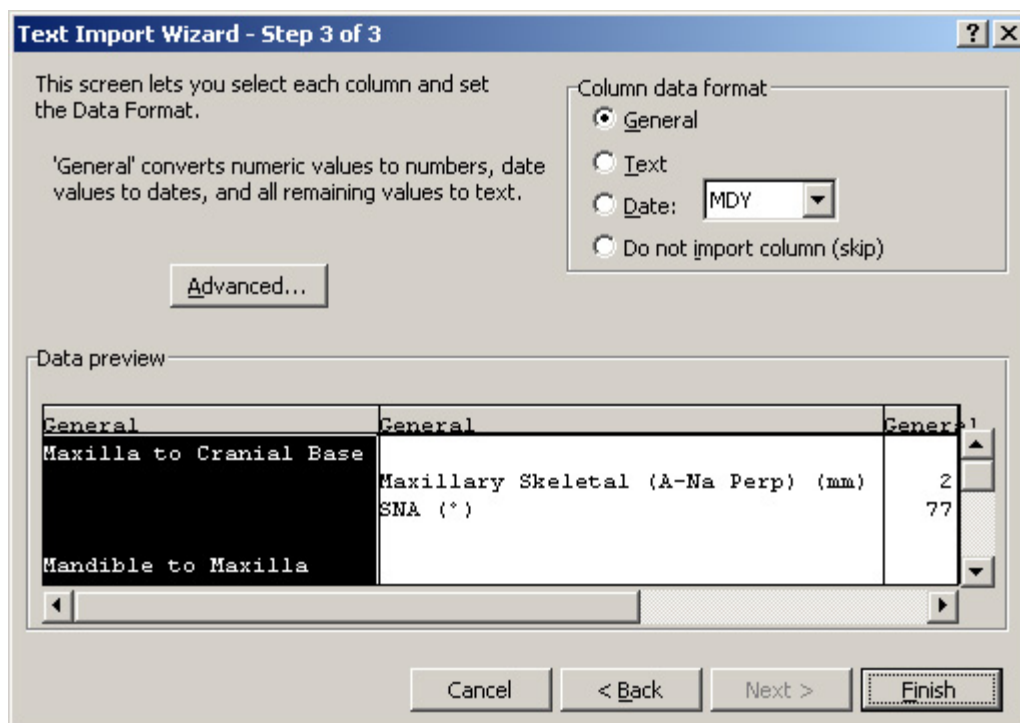 Text Import Wizard - Step 3 of 3
This screen lets you select each column and set
the Data Format.
'General' converts numeric values to numbers, date
values to dates, and all remaining values to text.
Advanced...
Column data format
General
Text
Date: MDY
Do not import column (skip)
Data preview
General General General
Maxilla to Cranial Base
Maxillary Skeletal (A-Na Perp) (mm) 2
SNA (°) 77
Mandible to Maxilla
Cancel < Back Next > Finish